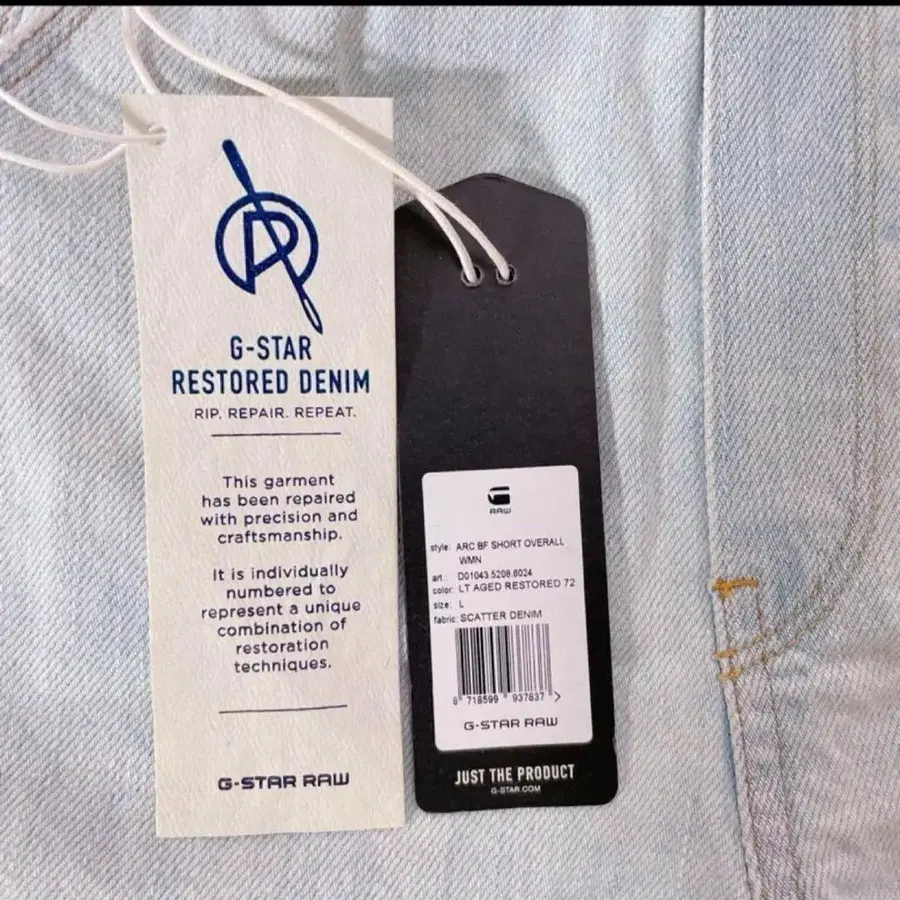 G-STAR
RESTORED DENIM
RIP. REPAIR. REPEAT.
This garment
has been repaired
with precision and
craftsmanship.
It is individually
numbered to
represent a unique
combination of
restoration
techniques.
G-STAR RAW
RAW
style: ARC BF SHORT OVERALL
WMN
art.: D01043.5208.8024
color: LT AGED RESTORED 72
size: L
fabric: SCATTER DENIM
8 718599 937837 >
G-STAR RAW
JUST THE PRODUCT
G-STAR.COM